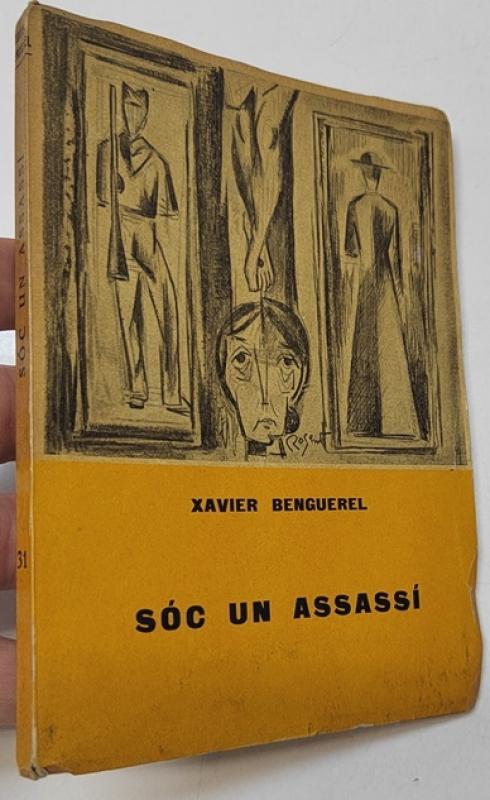 XAVIER BENGUEREL
SÓC UN ASSASSÍ
SÓC UN ASSASSÍ
31